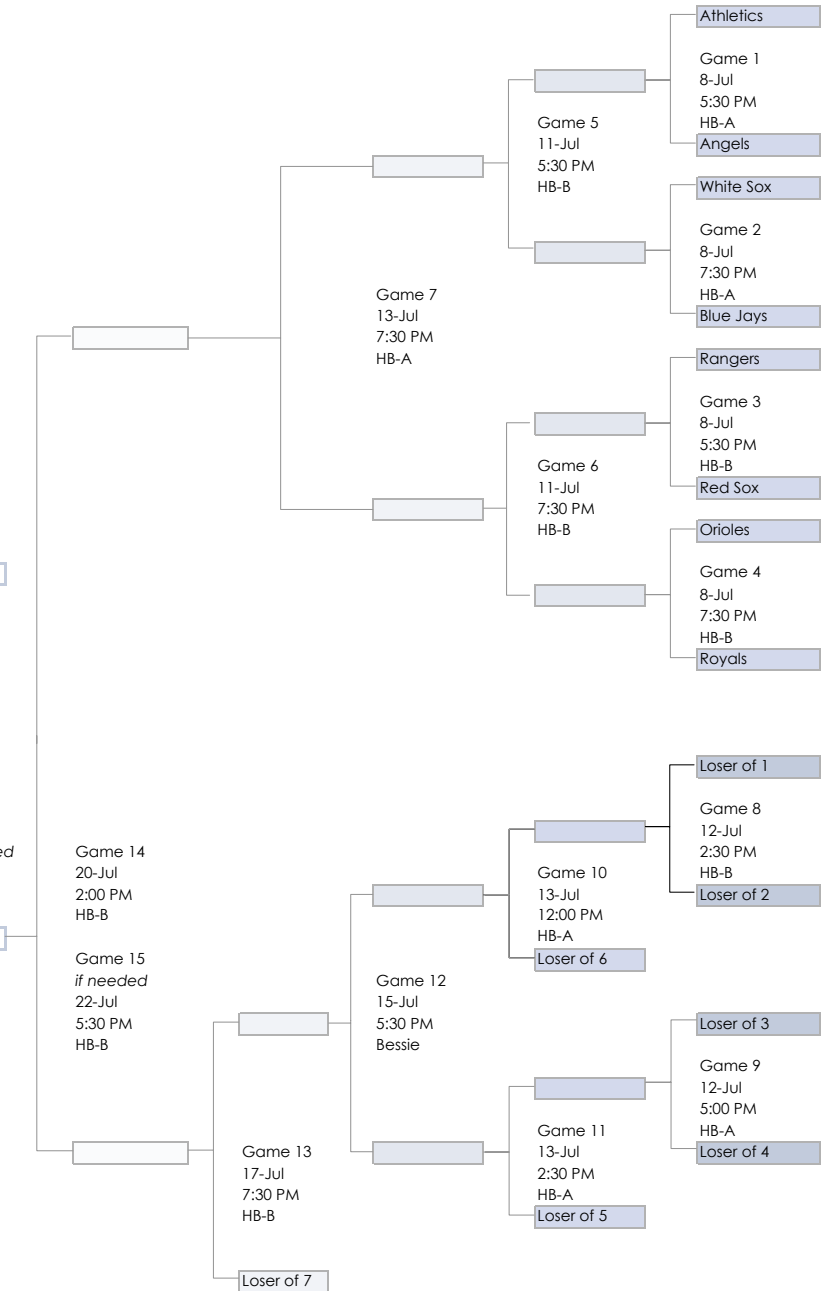 Athletics
Game 1
8-Jul
5:30 PM
HB-A
Angels
Game 5
11-Jul
5:30 PM
HB-B
White Sox
Game 2
8-Jul
7:30 PM
HB-A
Blue Jays
Game 7
13-Jul
7:30 PM
HB-A
Rangers
Game 3
8-Jul
5:30 PM
HB-B
Red Sox
Game 6
11-Jul
7:30 PM
HB-B
Orioles
Game 4
8-Jul
7:30 PM
HB-B
Royals
Loser of 1
Game 8
12-Jul
2:30 PM
HB-B
Loser of 2
ed
Game 14
20-Jul
2:00 PM
HB-B
Game 10
13-Jul
12:00 PM
HB-A
Loser of 6
Game 15
if needed
22-Jul
5:30 PM
HB-B
Game 12
15-Jul
5:30 PM
Bessie
Loser of 3
Game 9
12-Jul
5:00 PM
HB-A
Loser of 4
Game 11
13-Jul
2:30 PM
HB-A
Loser of 5
Game 13
17-Jul
7:30 PM
HB-B
Loser of 7